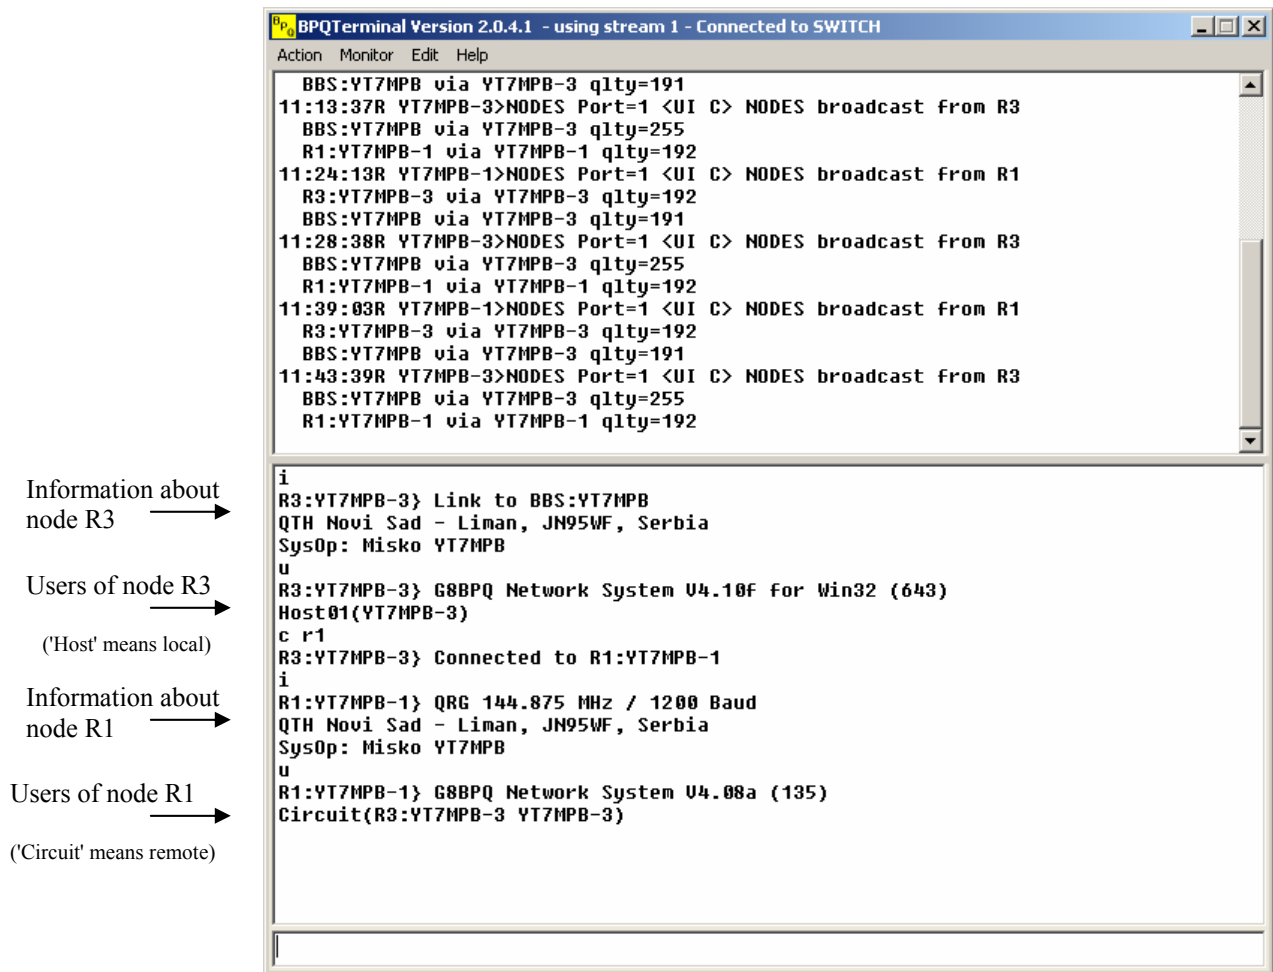 BPQ BPQTerminal Version 2.0.4.1 - using stream 1 - Connected to SWITCH
Action Monitor Edit Help
BBS:YT7MPB via YT7MPB-3 qlty=191
11:13:37R YT7MPB-3>NODES Port=1 <UI C> NODES broadcast from R3
BBS:YT7MPB via YT7MPB-3 qlty=255
R1:YT7MPB-1 via YT7MPB-1 qlty=192
11:24:13R YT7MPB-1>NODES Port=1 <UI C> NODES broadcast from R1
R3:YT7MPB-3 via YT7MPB-3 qlty=192
BBS:YT7MPB via YT7MPB-3 qlty=191
11:28:38R YT7MPB-3>NODES Port=1 <UI C> NODES broadcast from R3
BBS:YT7MPB via YT7MPB-3 qlty=255
R1:YT7MPB-1 via YT7MPB-1 qlty=192
11:39:03R YT7MPB-1>NODES Port=1 <UI C> NODES broadcast from R1
R3:YT7MPB-3 via YT7MPB-3 qlty=192
BBS:YT7MPB via YT7MPB-3 qlty=191
11:43:39R YT7MPB-3>NODES Port=1 <UI C> NODES broadcast from R3
BBS:YT7MPB via YT7MPB-3 qlty=255
R1:YT7MPB-1 via YT7MPB-1 qlty=192
Information about
node R3
Users of node R3
('Host' means local)
Information about
node R1
Users of node R1
('Circuit' means remote)
i
R3:YT7MPB-3} Link to BBS:YT7MPB
QTH Novi Sad - Liman, JN95WF, Serbia
SysOp: Misko YT7MPB
u
R3:YT7MPB-3} G8BPQ Network System V4.10f for Win32 (643)
Host01(YT7MPB-3)
c r1
R3:YT7MPB-3} Connected to R1:YT7MPB-1
i
R1:YT7MPB-1} QRG 144.875 MHz / 1200 Baud
QTH Novi Sad - Liman, JN95WF, Serbia
SysOp: Misko YT7MPB
u
R1:YT7MPB-1} G8BPQ Network System V4.08a (135)
Circuit(R3:YT7MPB-3 YT7MPB-3)